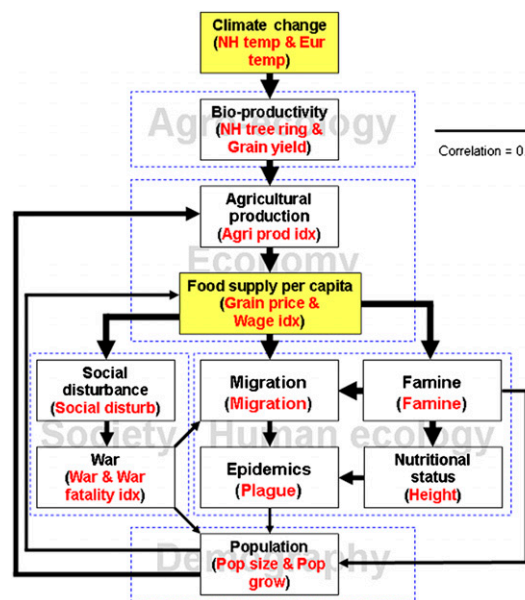 Climate change
(NH temp & Eur
temp)
Agro-ecology
Bio-productivity
(NH tree ring &
Grain yield)
Correlation = 0
Agricultural
production
(Agri prod idx)
Economy
Food supply per capita
(Grain price &
Wage idx)
Social
disturbance
(Social disturb)
Migration
(Migration)
Famine
(Famine)
Society
Human ecology
War
(War & War
fatality idx)
Epidemics
(Plague)
Nutritional
status
(Height)
Population
(Pop size & Pop
grow)
Demography